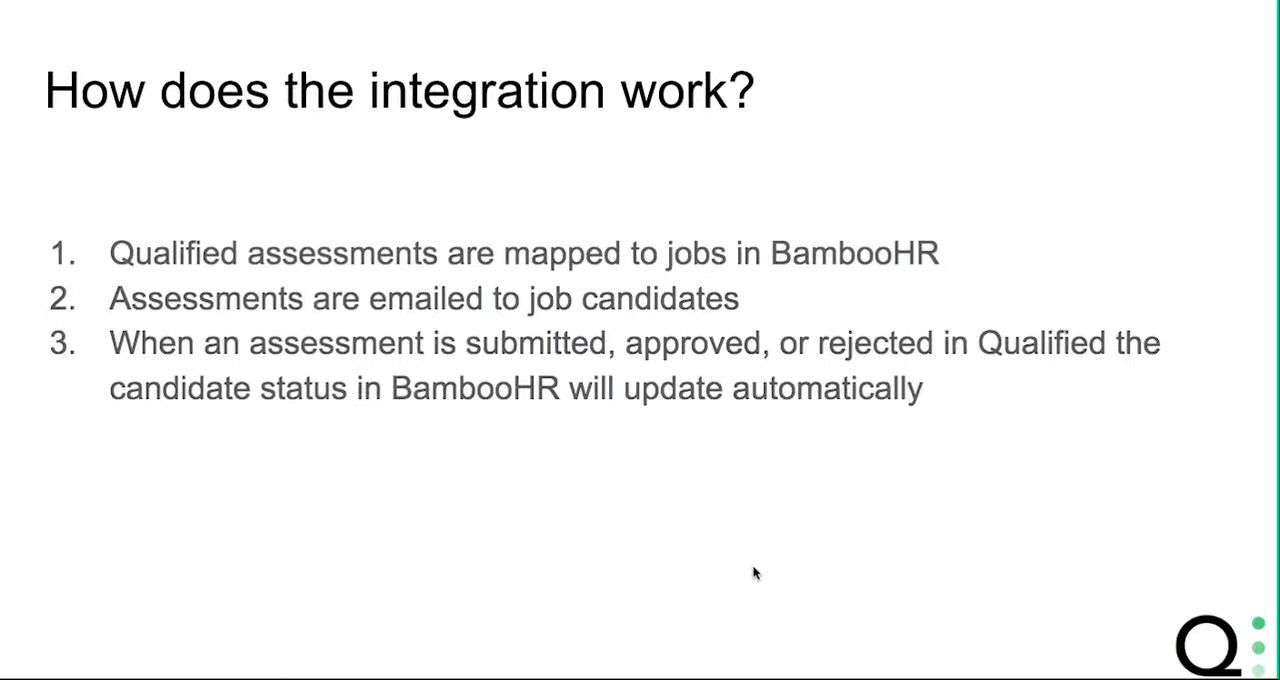 How does the integration work?
1. Qualified assessments are mapped to jobs in BambooHR
2. Assessments are emailed to job candidates
3. When an assessment is submitted, approved, or rejected in Qualified the
candidate status in BambooHR will update automatically
Q